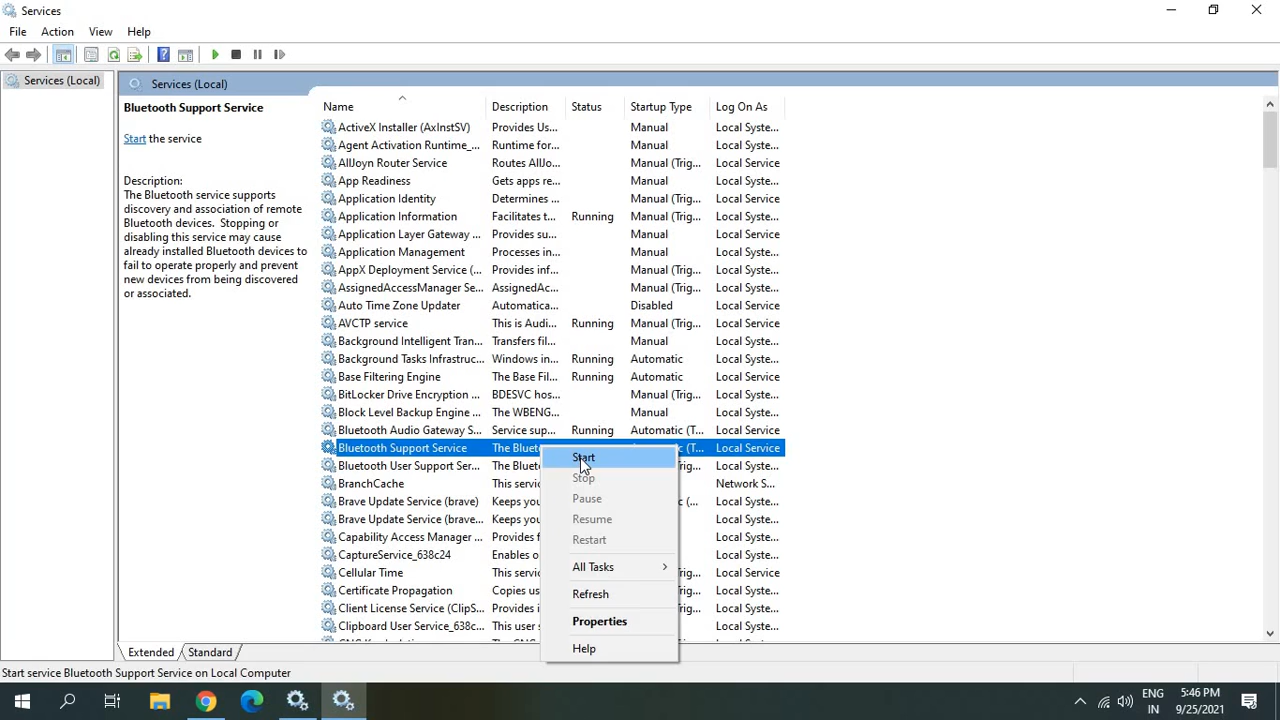 Services
File Action View Help
Services (Local)
Services (Local)
Bluetooth Support Service
Start the service
Description:
The Bluetooth service supports
discovery and association of remote
Bluetooth devices. Stopping or
disabling this service may cause
already installed Bluetooth devices to
fail to operate properly and prevent
new devices from being discovered
or associated.
Name Description Status Startup Type Log On As
ActiveX Installer (AxInstSV) Provides Us... Manual Local Syste...
Agent Activation Runtime_... Runtime for... Manual Local Syste...
AllJoyn Router Service Routes AllJo... Manual (Trig... Local Service
App Readiness Gets apps re... Manual Local Syste...
Application Identity Determines ... Manual (Trig... Local Service
Application Information Facilitates t... Running Manual (Trig... Local Syste...
Application Layer Gateway ... Provides su... Manual Local Service
Application Management Processes in... Manual Local Syste...
AppX Deployment Service (... Provides inf... Manual (Trig... Local Syste...
AssignedAccessManager Se... AssignedAc... Manual (Trig... Local Syste...
Auto Time Zone Updater Automatica... Disabled Local Service
AVCTP service This is Audi... Running Manual (Trig... Local Service
Background Intelligent Tran... Transfers fil... Manual Local Syste...
Background Tasks Infrastruc... Windows in... Running Automatic Local Syste...
Base Filtering Engine The Base Fil... Running Automatic Local Service
BitLocker Drive Encryption ... BDESVC hos... Manual (Trig... Local Syste...
Block Level Backup Engine ... The WBENG... Manual Local Syste...
Bluetooth Audio Gateway S... Service sup... Running Automatic (T... Local Service
Bluetooth Support Service The Bluet c (T... Local Service
Bluetooth User Support Ser... The Bluet rig... Local Syste...
BranchCache This servic Network S...
Brave Update Service (brave) Keeps you c (... Local Syste...
Brave Update Service (brave... Keeps you Local Syste...
Capability Access Manager ... Provides f Local Syste...
CaptureService_638c24 Enables o Local Syste...
Cellular Time This servi rig... Local Service
Certificate Propagation Copies us rig... Local Syste...
Client License Service (ClipS... Provides i rig... Local Syste...
Clipboard User Service_638c... This user s Local Syste...
Start
Stop
Pause
Resume
Restart
All Tasks
Refresh
Properties
Help
Extended Standard
Start service Bluetooth Support Service on Local Computer
ENG
IN
5:46 PM
9/25/2021